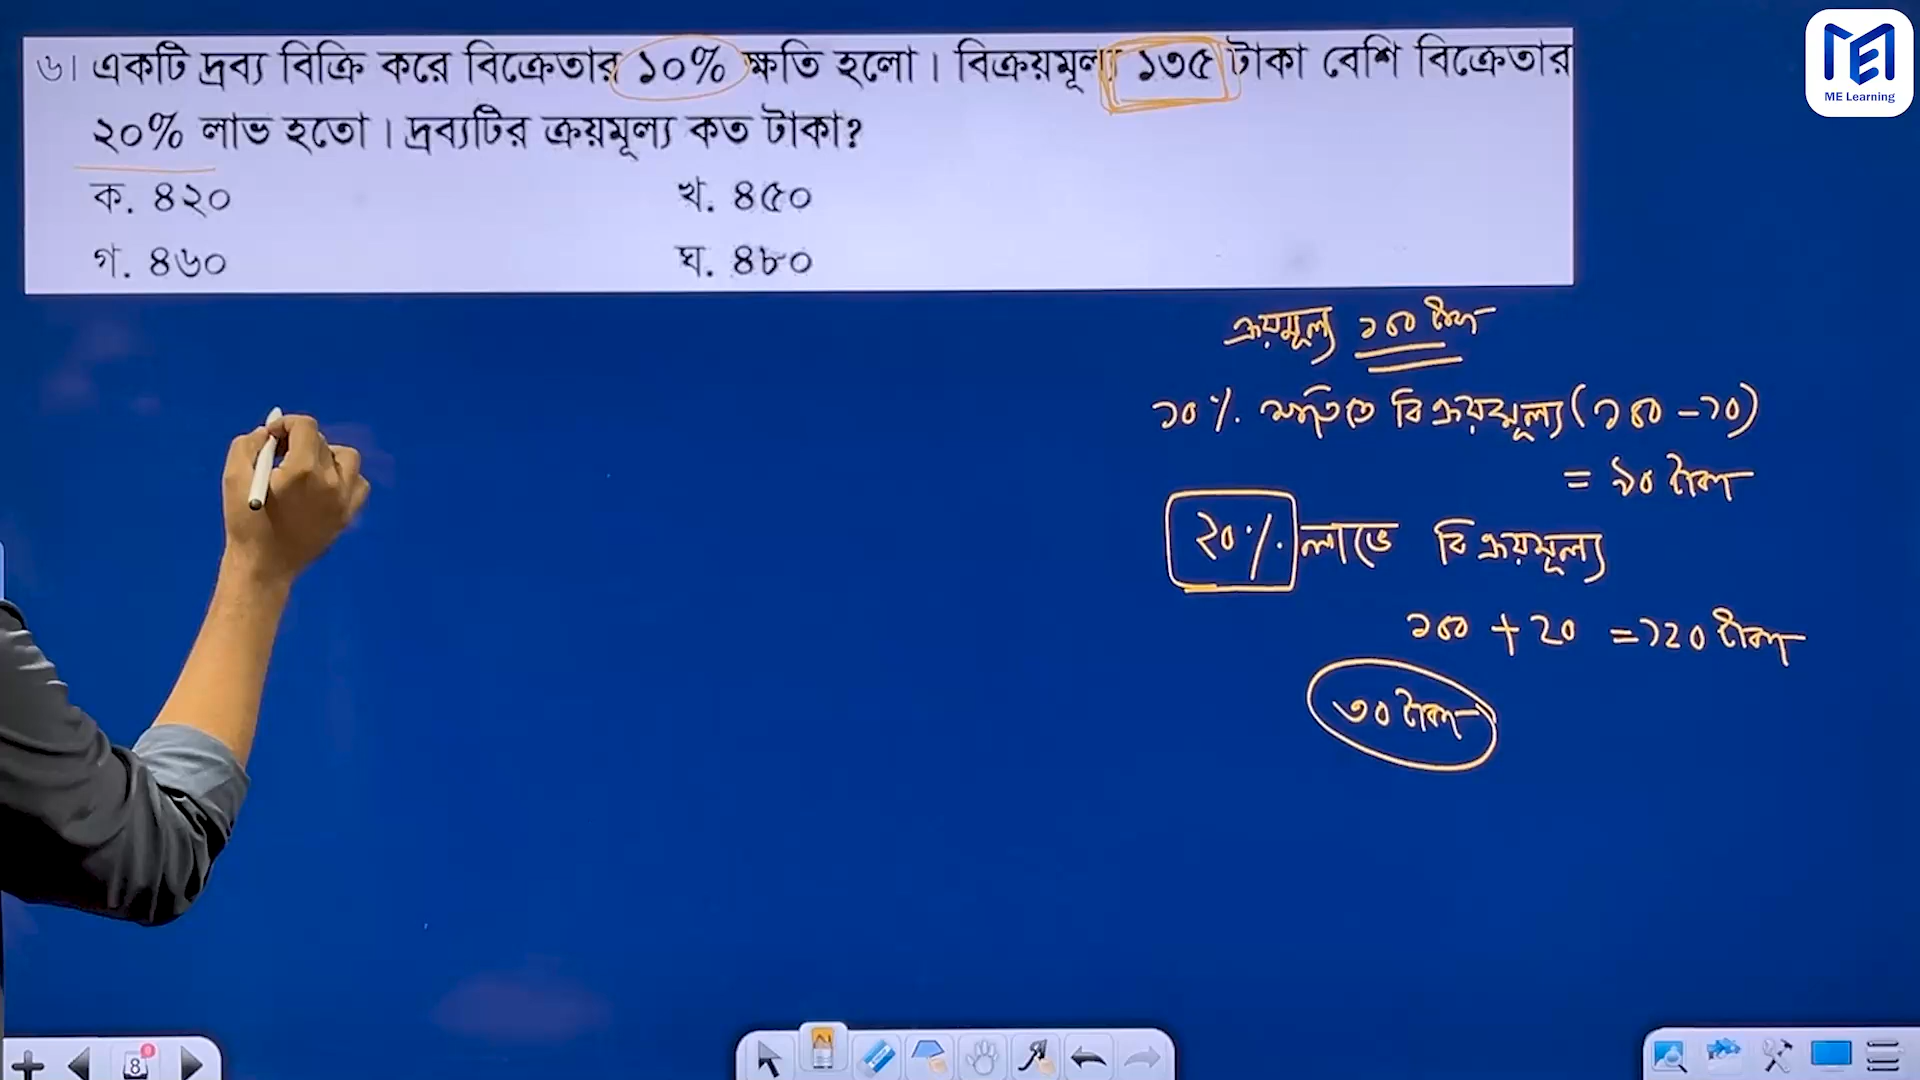 ৬। একটি দ্রব্য বিক্রি করে বিক্রেতার ১০% ক্ষতি হলো। বিক্রয়মূল্য ১৩৫ টাকা বেশি বিক্রেতার
২০% লাভ হতো। দ্রব্যটির ক্রয়মূল্য কত টাকা?
ক. ৪২০ খ. ৪৫০
গ. ৪৬০ ঘ. ৪৮০
ME Learning
ক্রয়মূল্য ১০০ টাকা
১০% ক্ষতিতে বিক্রয়মূল্য (১০০ - ১০)
= ৯০ টাকা
২০% লাভে বিক্রয়মূল্য
১০০ + ২০ = ১২০ টাকা
৩০ টাকা
8